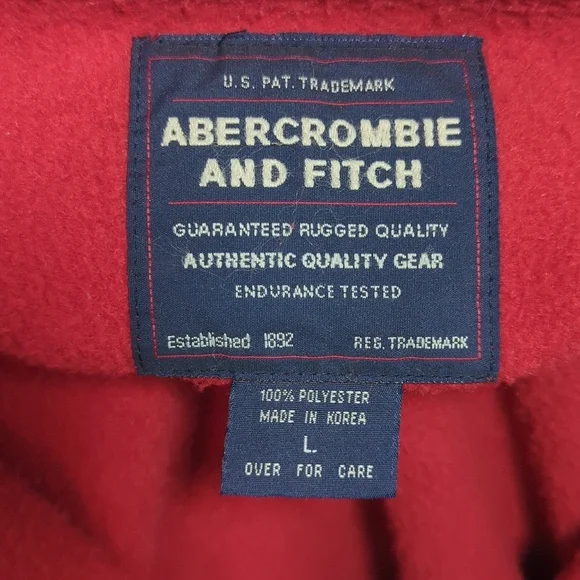 U.S. PAT. TRADEMARK
ABERCROMBIE
AND FITCH
GUARANTEED RUGGED QUALITY
AUTHENTIC QUALITY GEAR
ENDURANCE TESTED
Established 1892 REG. TRADEMARK
100% POLYESTER
MADE IN KOREA
L
OVER FOR CARE